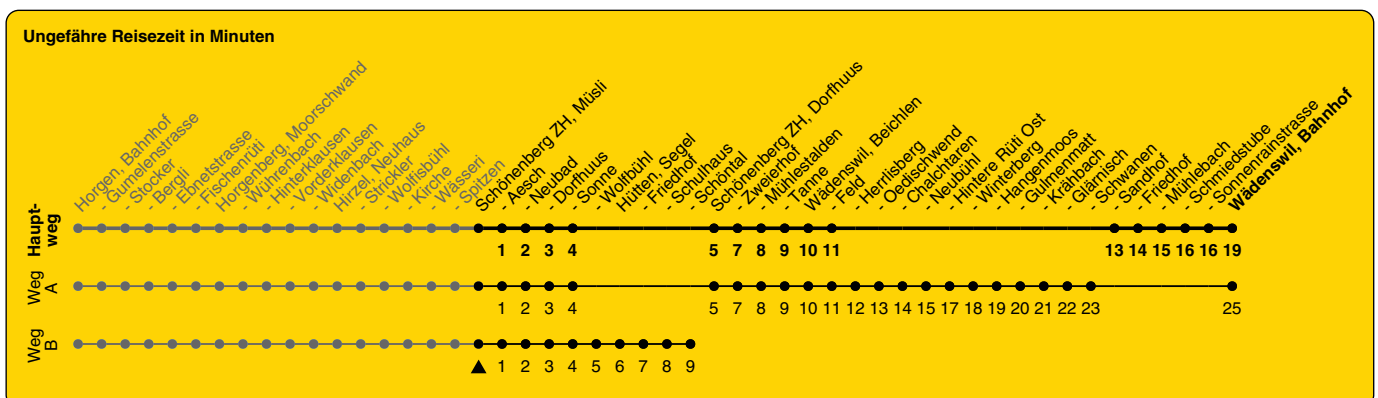 Ungefähre Reisezeit in Minuten
Horgen, Bahnhof
- Gumelenstrasse
- Stocker
- Bergli
- Ebnetstrasse
- Fischenrüti
Horgenberg, Moorschwand
- Wührenbach
- Hinterklausen
- Vorderklausen
- Widenbach
Hirzel, Neuhaus
- Strickler
- Wolfisbühl
- Kirche
- Wässeri
- Spitzen
Schönenberg ZH, Müsli
- Aesch
- Neubad
- Dorfhuus
- Sonne
- Wolfbühl
Hütten, Segel
- Friedhof
- Schulhaus
- Schöntal
Schönenberg ZH, Dorfhuus
- Zweierhof
- Mühlestalden
- Tanne
Wädenswil, Beichlen
- Feld
- Herrlisberg
- Oedischwend
- Chalchtaren
- Neubühl
- Hintere Rüti Ost
- Winterberg
- Hangenmoos
- Gulmenmatt
- Krähbach
- Glärnisch
- Schwanen
- Sandhof
- Friedhof
- Mühlebach
- Schmiedstube
- Sonnenrainstrasse
Wädenswil, Bahnhof
Haupt-
weg
1 2 3 4 5 7 8 9 10 11 13 14 15 16 16 19
Weg
A
1 2 3 4 5 7 8 9 10 11 12 13 14 15 17 18 19 20 21 22 23 25
Weg
B
1 2 3 4 5 6 7 8 9